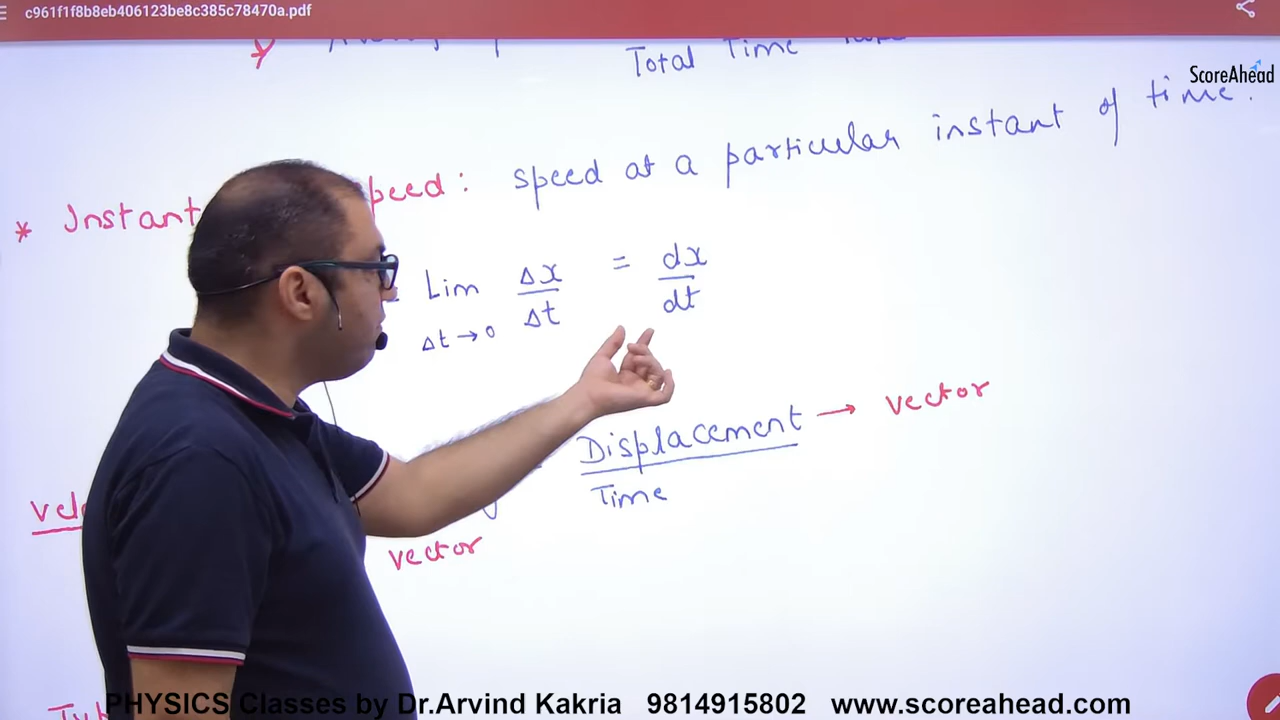 c961f1f8b8eb406123be8c385c78470a.pdf
Total Time
ScoreAhead
* Instant speed: speed at a particular instant of time.
= Lim Δx = dx
Δt→0 Δt dt
Displacement → vector
Time
vector
PHYSICS Classes by Dr.Arvind Kakria 9814915802 www.scoreahead.com